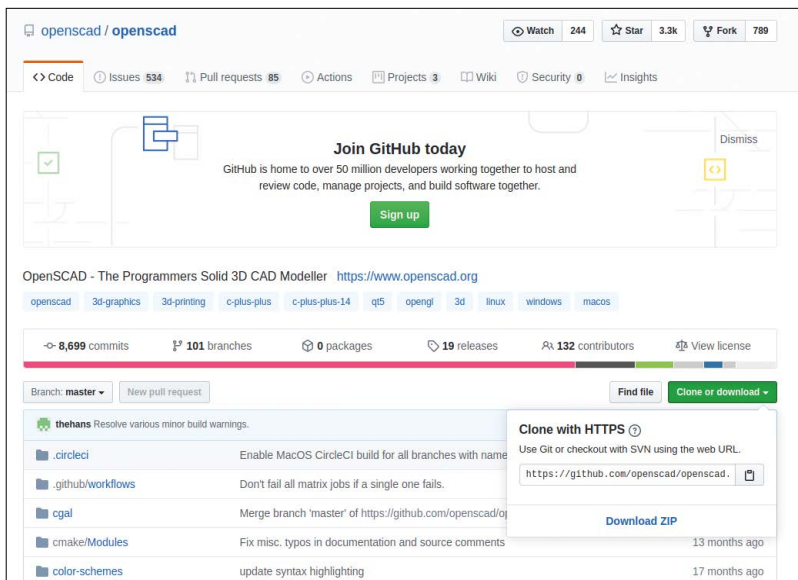 openscad / openscad
Watch 244 Star 3.3k Fork 789
Code Issues 534 Pull requests 85 Actions Projects 3 Wiki Security 0 Insights
Dismiss
Join GitHub today
GitHub is home to over 50 million developers working together to host and
review code, manage projects, and build software together.
Sign up
OpenSCAD - The Programmers Solid 3D CAD Modeller https://www.openscad.org
openscad 3d-graphics 3d-printing c-plus-plus c-plus-plus-14 qt5 opengl 3d linux windows macos
8,699 commits 101 branches 0 packages 19 releases 132 contributors View license
Branch: master New pull request Find file Clone or download
thehans Resolve various minor build warnings.
.circleci Enable MacOS CircleCI build for all branches with name
.github/workflows Don't fail all matrix jobs if a single one fails.
cgal Merge branch 'master' of https://github.com/openscad/op
cmake/Modules Fix misc. typos in documentation and source comments 13 months ago
color-schemes update syntax highlighting 17 months ago
Clone with HTTPS ?
Use Git or checkout with SVN using the web URL.
https://github.com/openscad/openscad.
Download ZIP